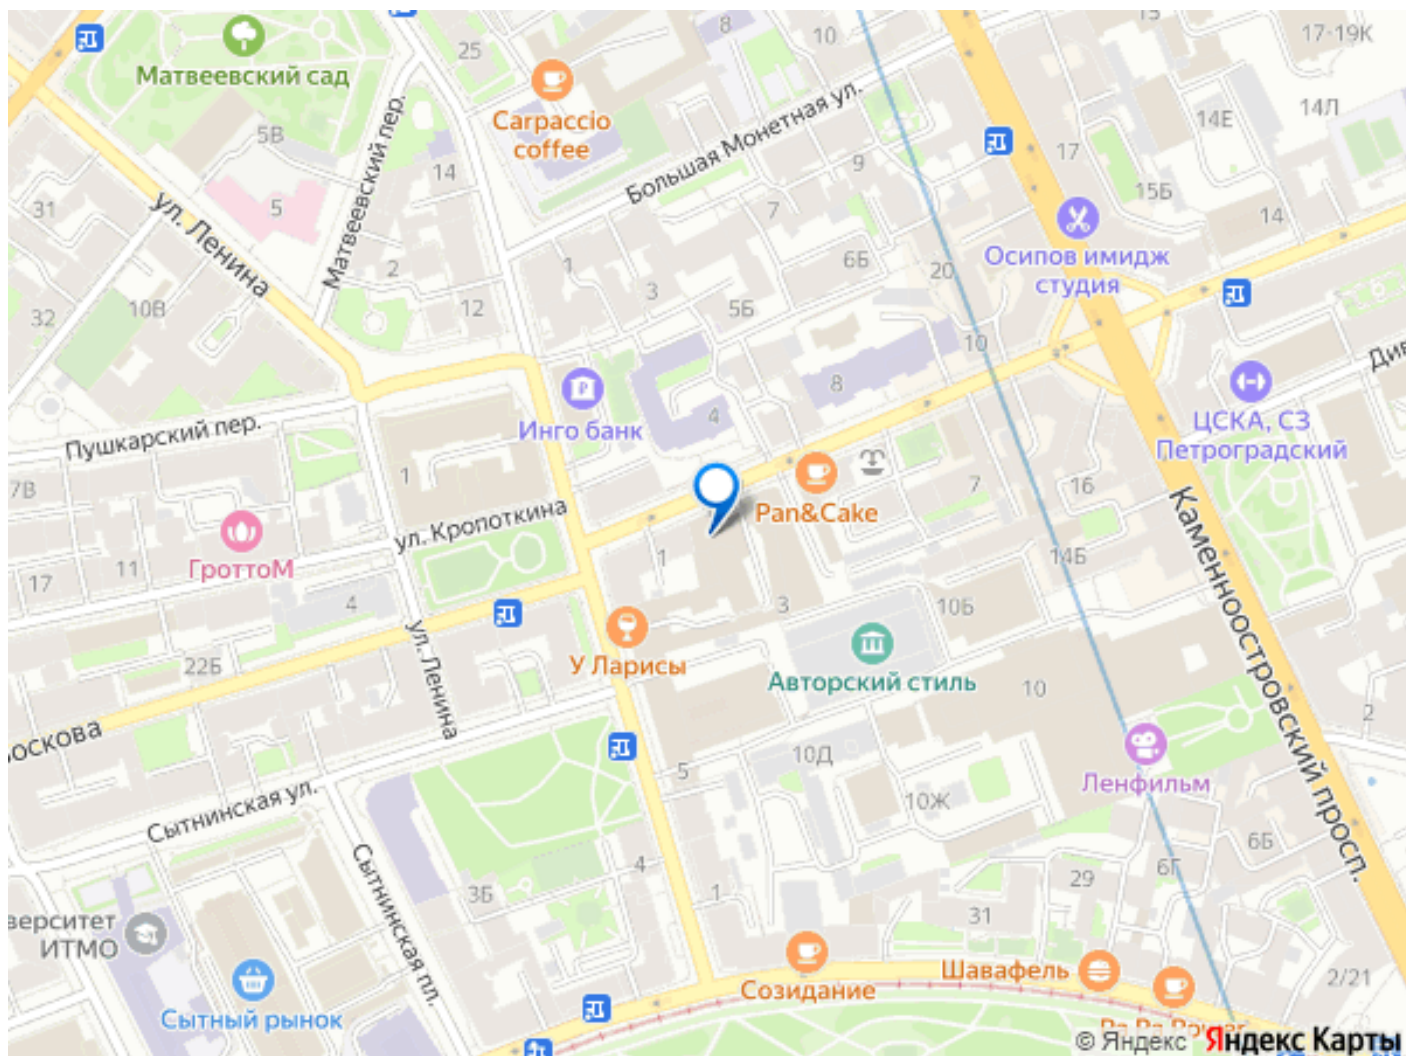 8
10
15
17-19К
25
Матвеевский сад
Carpaccio
coffee
5В
Матвеевский пер.
14
Большая Монетная ул.
9
17
14Е
14Л
15Б
31
5
7
14
ул. Ленина
Осипов имидж
студия
2
1
6Б
20
3
32
10В
12
5Б
10
8
Инго банк
4
ЦСКА, СЗ
Петроградский
Пушкарский пер.
7В
1
16
7
Pan&Cake
ул. Кропоткина
Каменноостровский просп.
ГроттоМ
17
11
1
14Б
4
3
10Б
У Ларисы
22Б
ул. Ленина
Авторский стиль
10
2
10Д
Ленфильм
5
Сытнинская ул.
10Ж
6Б
4
6Г
Сытнинская пл.
3Б
1
29
31
верситет
ИТМО
Шавафель
2/21
Созидание
Сытный рынок
© Яндекс Яндекс Карты